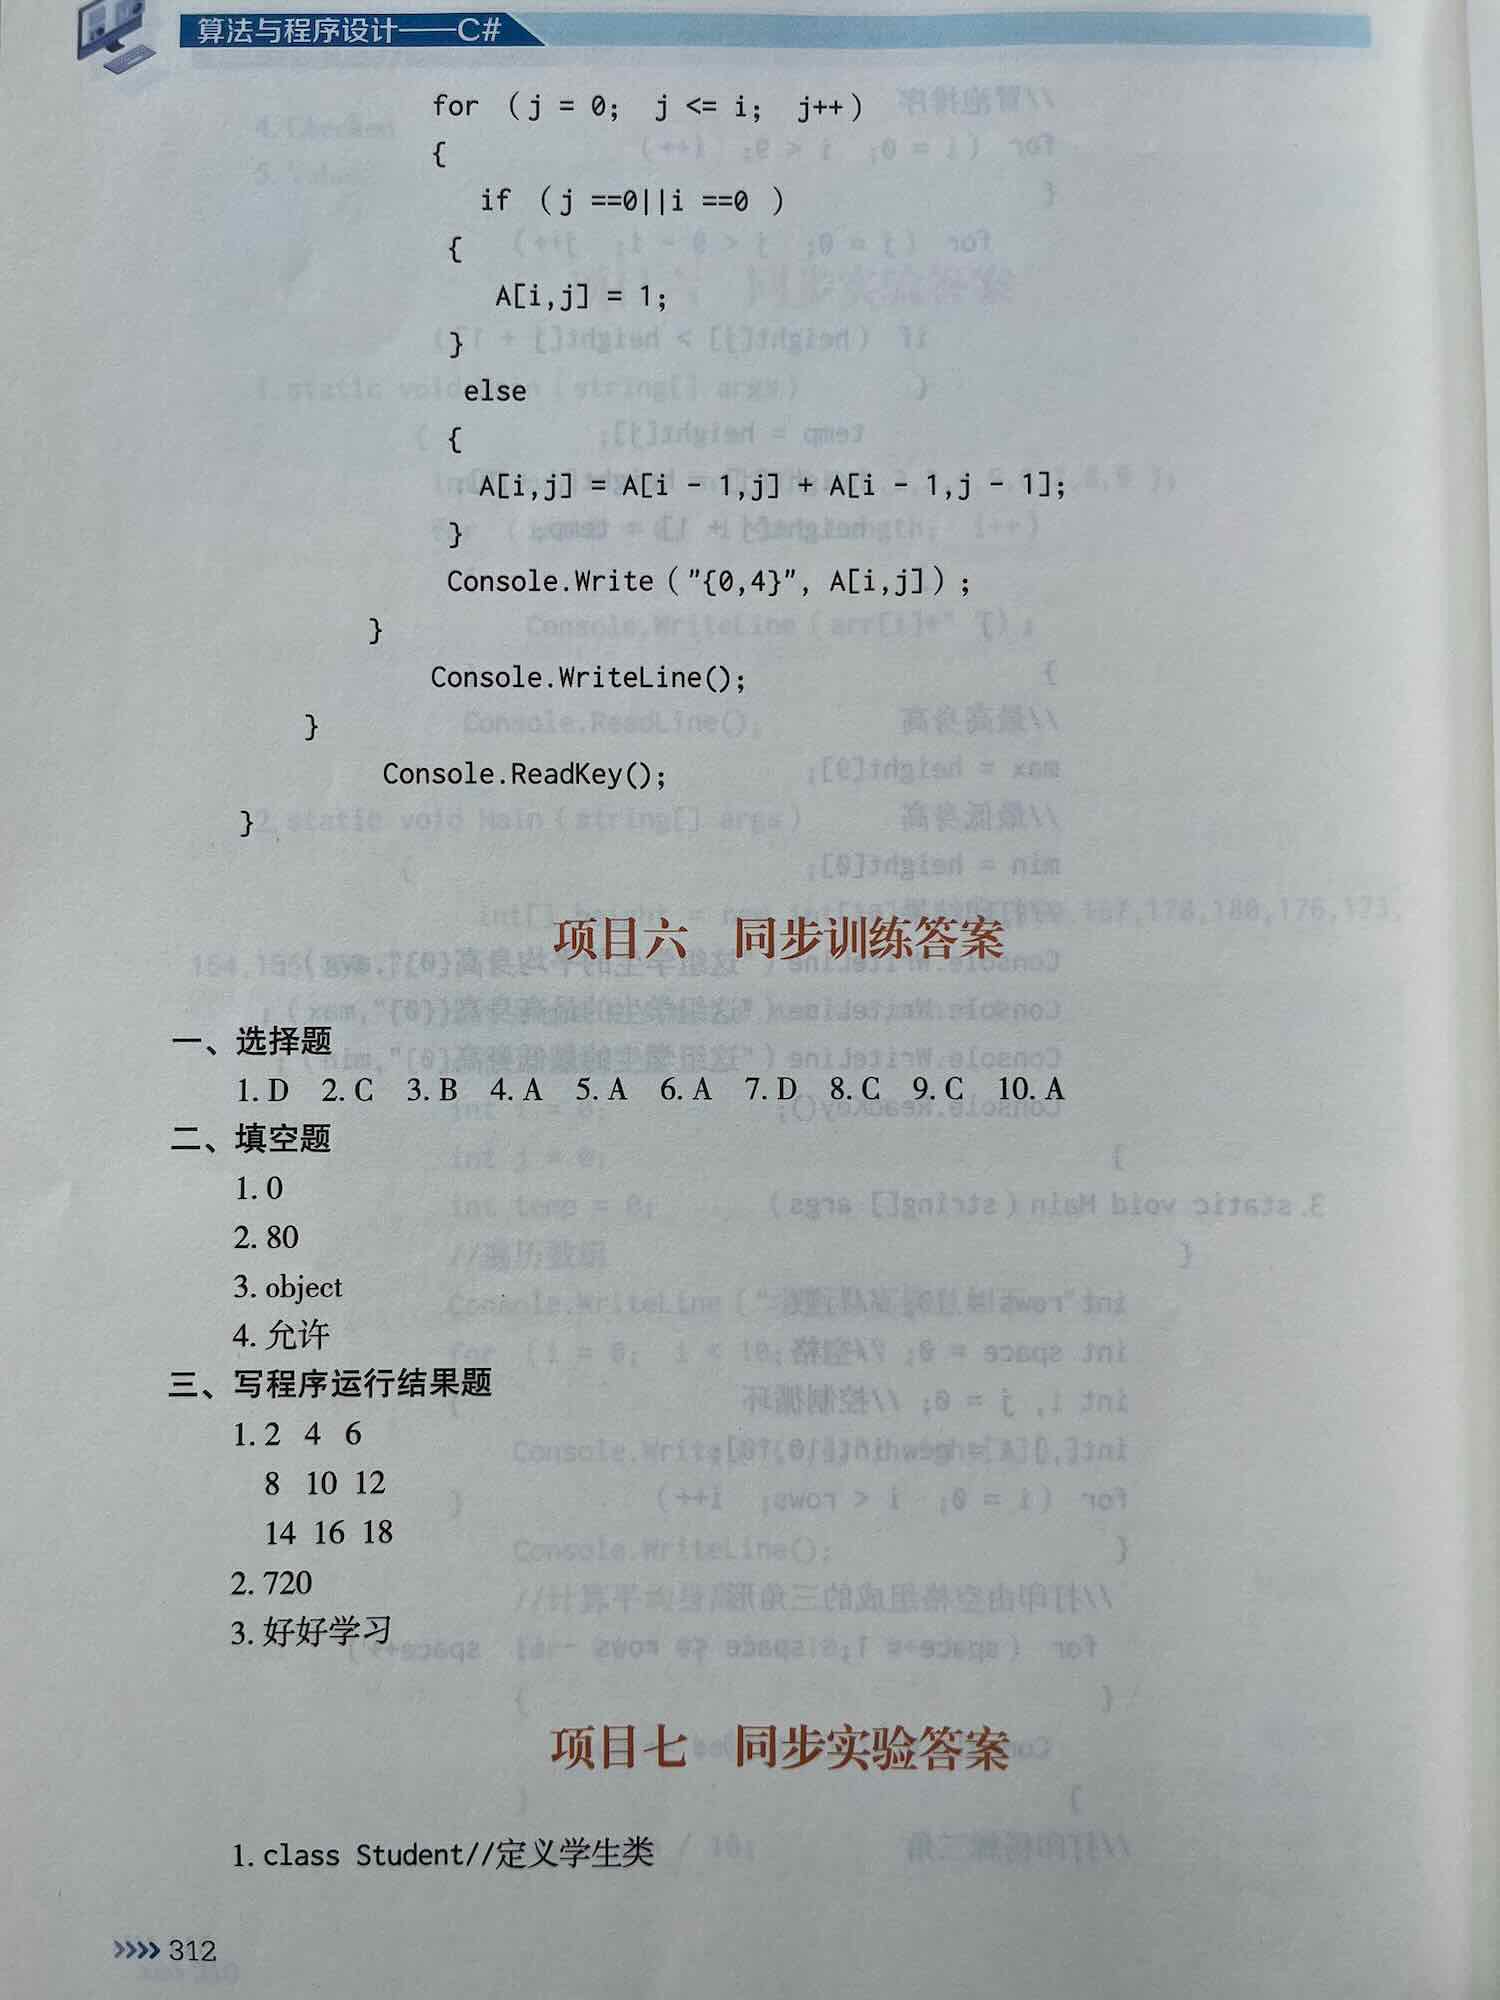 算法与程序设计——C#
for （j = 0； j <= i； j++）
{
if （j ==0||i ==0 ）
{
A[i,j] = 1；
}
else
{
A[i,j] = A[i - 1,j] + A[i - 1,j - 1]；
}
Console.Write（"{0,4}"， A[i,j]）；
}
Console.WriteLine()；
}
Console.ReadKey()；
}
项目六 同步训练答案
一、选择题
1. D 2. C 3. B 4. A 5. A 6. A 7. D 8. C 9. C 10. A
二、填空题
1. 0
2. 80
3. object
4. 允许
三、写程序运行结果题
1. 2 4 6
8 10 12
14 16 18
2. 720
3. 好好学习
项目七 同步实验答案
1. class Student//定义学生类
>>>> 312